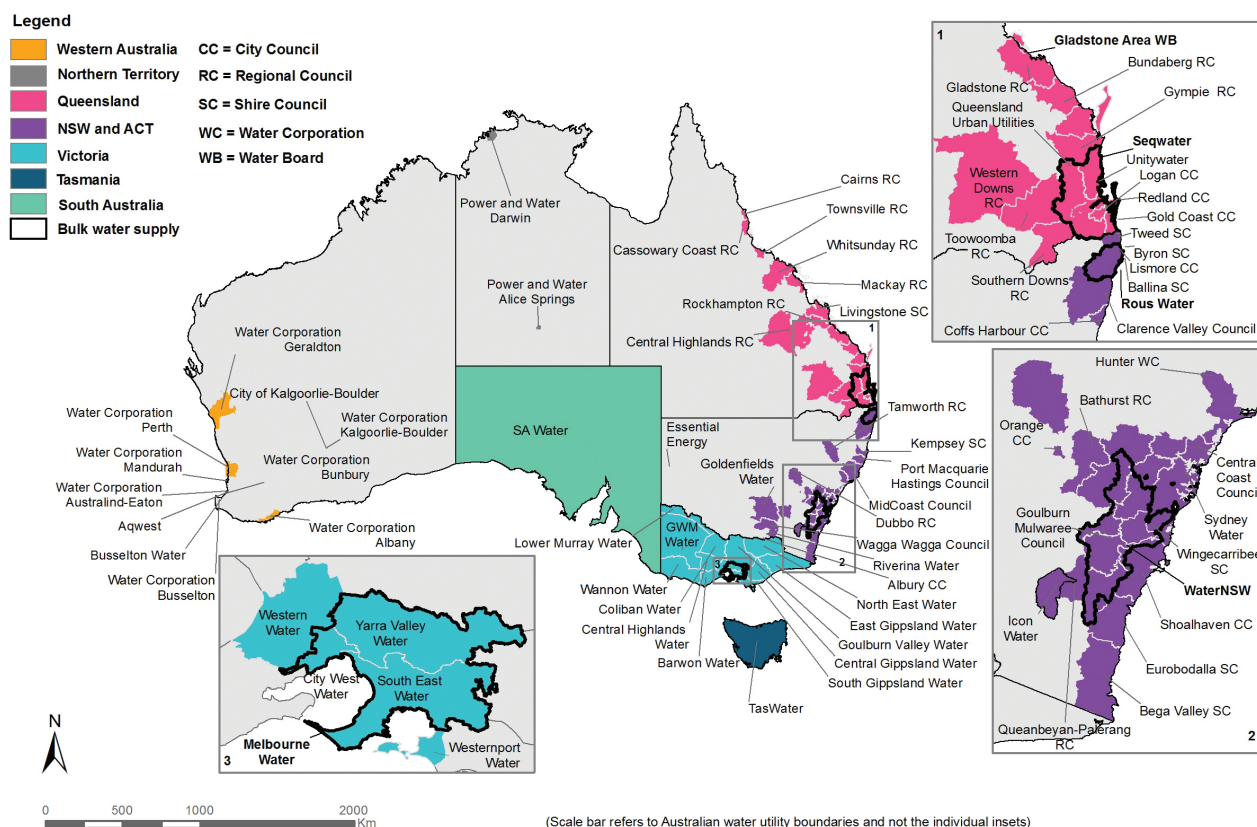 Legend
Western Australia
Northern Territory
Queensland
NSW and ACT
Victoria
Tasmania
South Australia
Bulk water supply
CC = City Council
RC = Regional Council
SC = Shire Council
WC = Water Corporation
WB = Water Board
Power and Water
Darwin
Power and Water
Alice Springs
Water Corporation
Geraldton
City of Kalgoorlie-Boulder
Water Corporation
Kalgoorlie-Boulder
Water Corporation
Perth
Water Corporation
Mandurah
Water Corporation
Bunbury
Water Corporation
Australind-Eaton
Aqwest
Busselton Water
Water Corporation
Busselton
Water Corporation
Albany
SA Water
Cairns RC
Townsville RC
Cassowary Coast RC
Whitsunday RC
Mackay RC
Rockhampton RC
Livingstone SC
Central Highlands RC
1
Tamworth RC
Essential
Energy
Kempsey SC
Goldenfields
Water
Port Macquarie
Hastings Council
MidCoast Council
Dubbo RC
Lower Murray Water
GWM
Water
Wagga Wagga Council
2
Riverina Water
Albury CC
3
Wannon Water
North East Water
Coliban Water
East Gippsland Water
Central Highlands
Water
Goulburn Valley Water
Barwon Water
Central Gippsland Water
South Gippsland Water
TasWater
1
Gladstone Area WB
Bundaberg RC
Gladstone RC
Gympie RC
Queensland
Urban Utilities
Seqwater
Unitywater
Logan CC
Western
Downs
RC
Redland CC
Gold Coast CC
Tweed SC
Toowoomba
RC
Byron SC
Lismore CC
Southern Downs
RC
Ballina SC
Rous Water
Coffs Harbour CC
Clarence Valley Council
Hunter WC
Bathurst RC
Orange
CC
Central
Coast
Council
Goulburn
Mulwaree
Council
Sydney
Water
Wingecarribee
SC
WaterNSW
Icon
Water
Shoalhaven CC
Eurobodalla SC
Bega Valley SC
Queanbeyan-Palerang
RC
2
Western
Water
Yarra Valley
Water
City West
Water
South East
Water
Melbourne
Water
Westernport
Water
3
N
0
500
1000
2000
Km
(Scale bar refers to Australian water utility boundaries and not the individual insets)